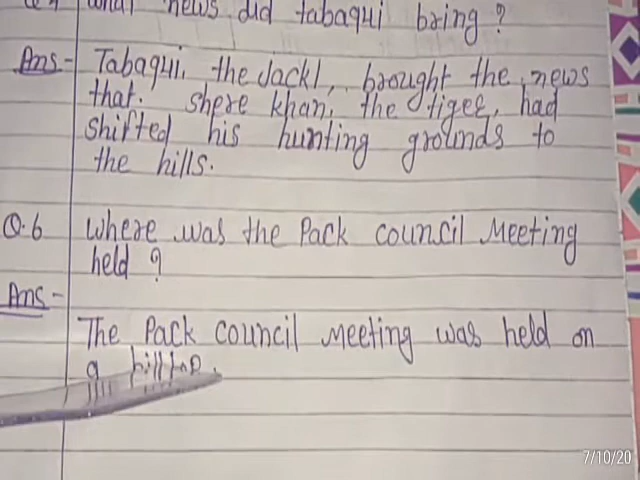 what news did tabaqui bring ?
Ans- Tabaqui, the Jackl, brought the news
that. shere khan, the tigee, had
shifted his hunting grounds to
the hills.
Q.6 Where was the Pack council Meeting
held ?
Ans-
The Pack council Meeting was held on
a hilltop.
7/10/20